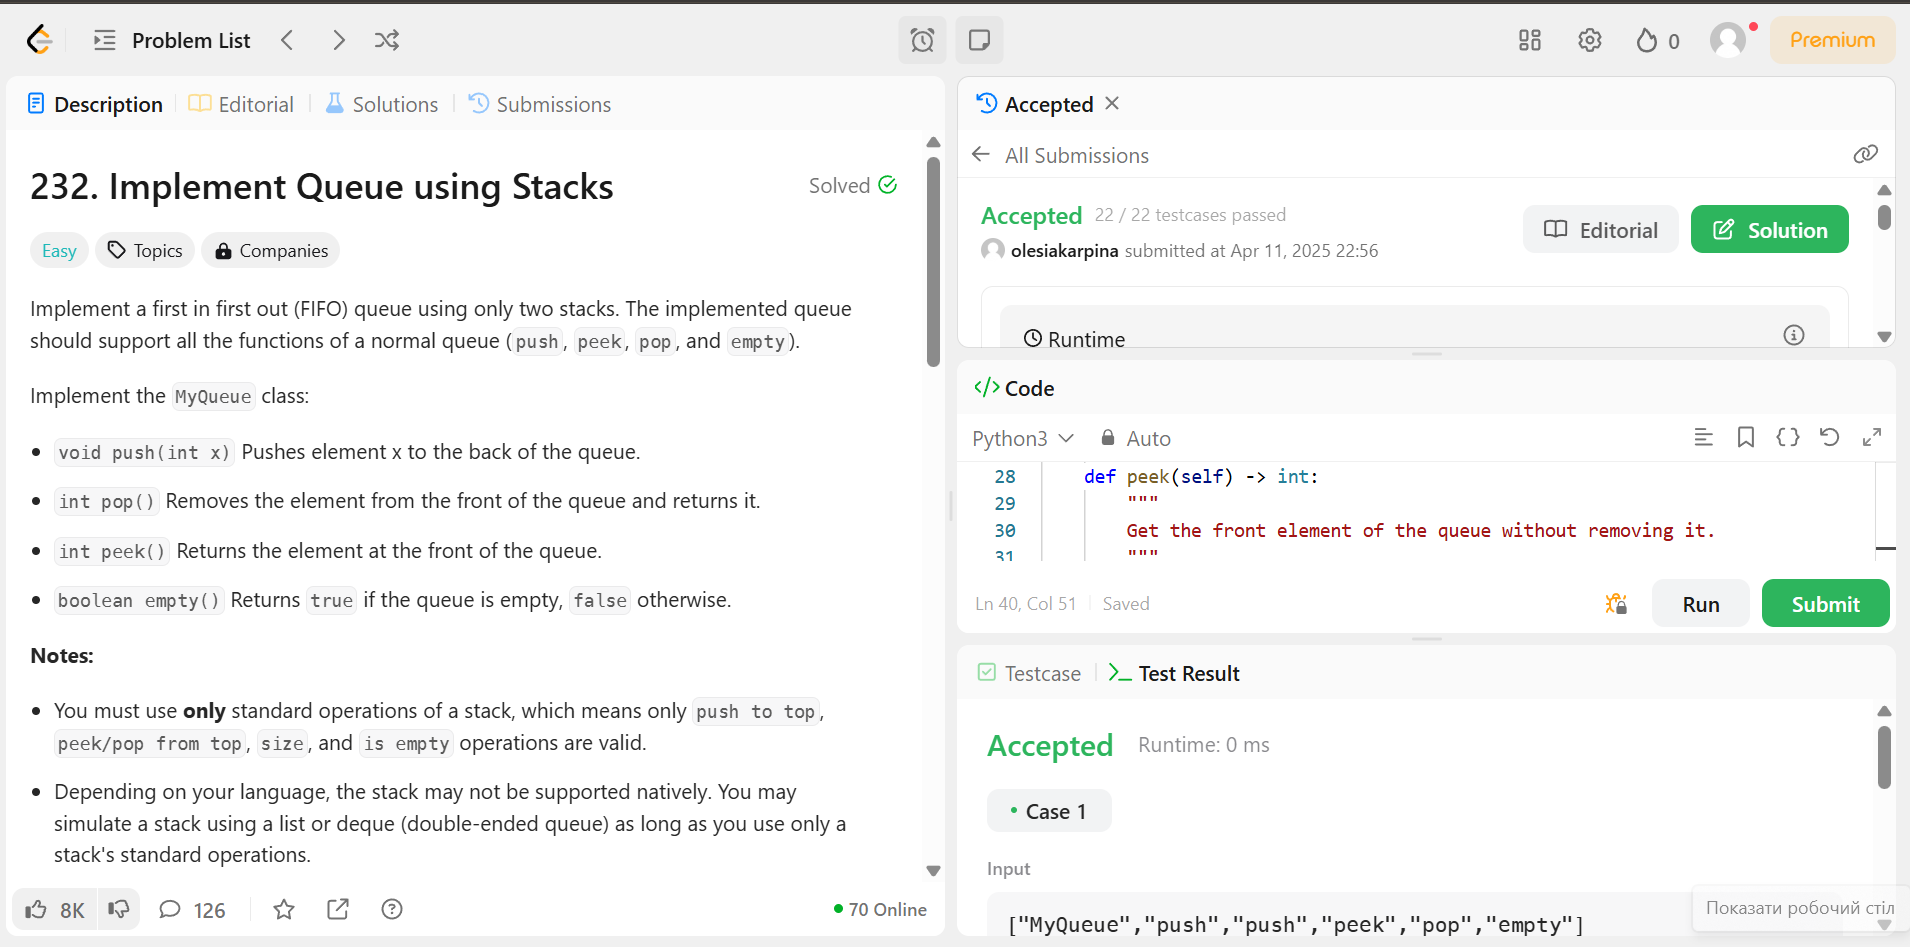 Problem List
0
Premium
Description
Editorial
Solutions
Submissions
232. Implement Queue using Stacks
Solved
Easy
Topics
Companies
Implement a first in first out (FIFO) queue using only two stacks. The implemented queue
should support all the functions of a normal queue (push, peek, pop, and empty).
Implement the MyQueue class:
• void push(int x) Pushes element x to the back of the queue.
• int pop() Removes the element from the front of the queue and returns it.
• int peek() Returns the element at the front of the queue.
• boolean empty() Returns true if the queue is empty, false otherwise.
Notes:
• You must use only standard operations of a stack, which means only push to top,
peek/pop from top, size, and is empty operations are valid.
• Depending on your language, the stack may not be supported natively. You may
simulate a stack using a list or deque (double-ended queue) as long as you use only a
stack's standard operations.
8K
126
70 Online
Accepted
All Submissions
Accepted 22 / 22 testcases passed
olesiakarpina submitted at Apr 11, 2025 22:56
Editorial
Solution
Runtime
</> Code
Python3
Auto
28 def peek(self) -> int:
29 """
30 Get the front element of the queue without removing it.
31 """
Ln 40, Col 51
Saved
Run
Submit
Testcase
Test Result
Accepted
Runtime: 0 ms
• Case 1
Input
["MyQueue","push","push","peek","pop","empty"]
Показати робочий стіл